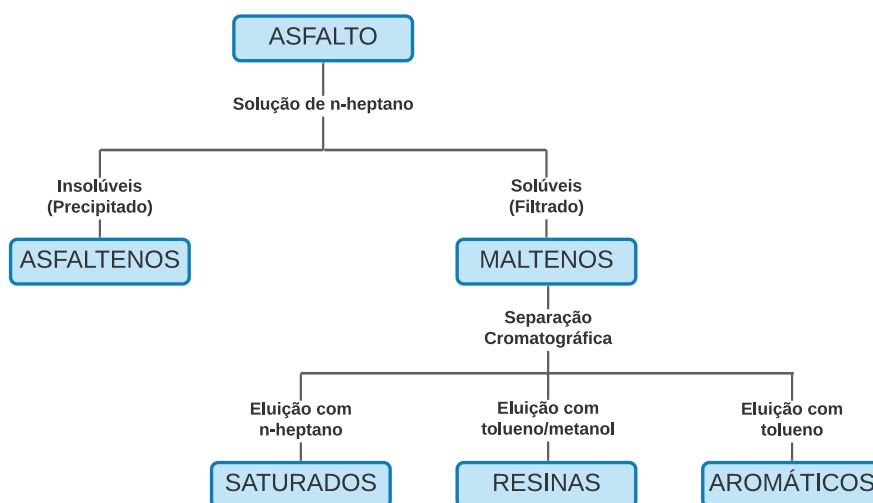 ASFALTO
Solução de n-heptano
Insolúveis
(Precipitado)
Solúveis
(Filtrado)
ASFALTENOS
MALTENOS
Separação
Cromatográfica
Eluição com
n-heptano
Eluição com
tolueno/metanol
Eluição com
tolueno
SATURADOS
RESINAS
AROMÁTICOS